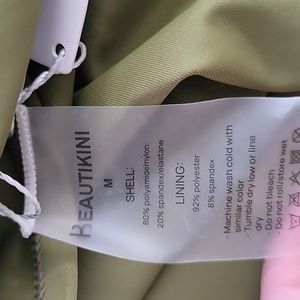 BEAUTIKINI
M
SHELL:
80% polyamide/nylon
20% spandex/elastane
LINING:
92% polyester
8% spandex
- Machine wash cold with
similar color
- Tumble dry low or line
dry
- Do not bleach
- Do not roll/store wet